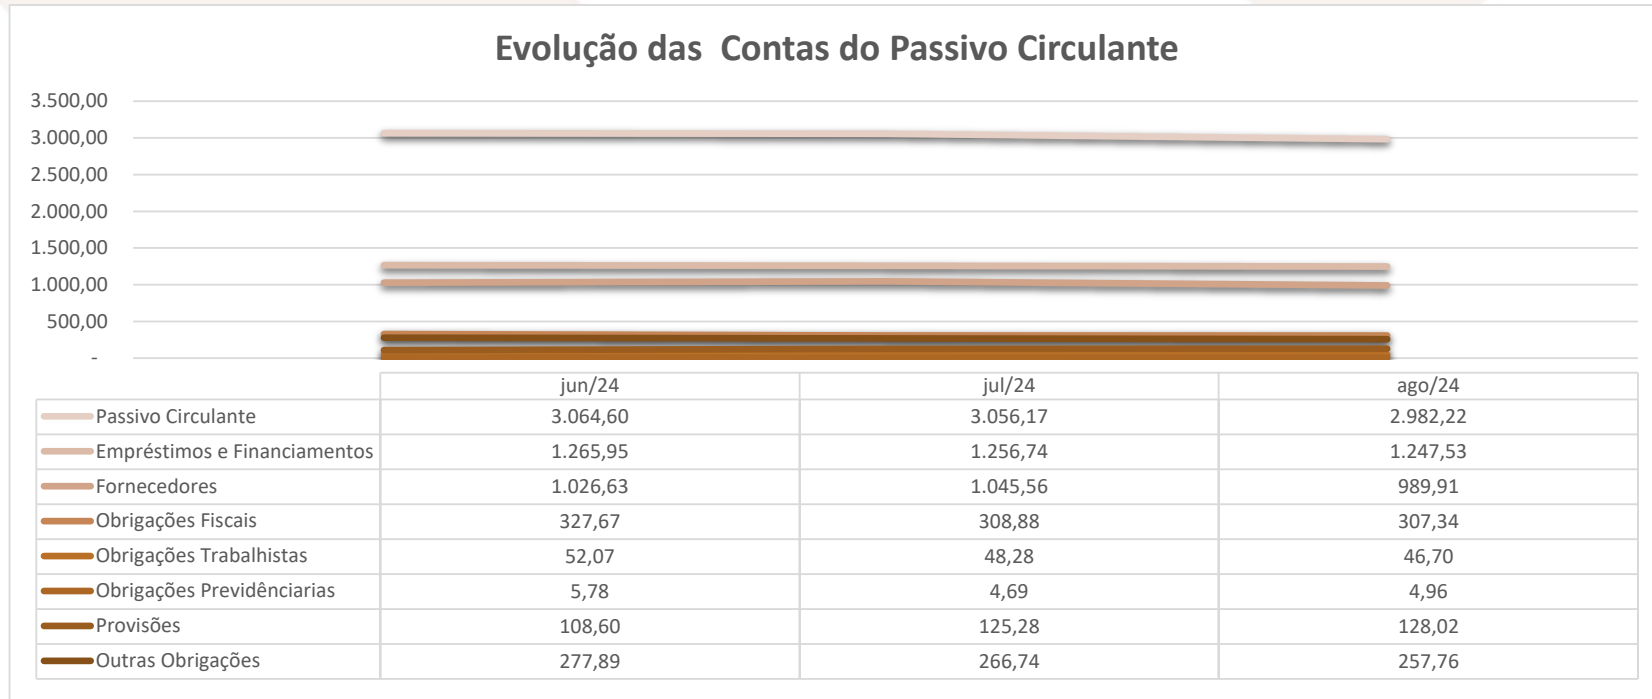 Evolução das  Contas do Passivo Circulante
3.500,00
3.000,00
2.500,00
2.000,00
1.500,00
1.000,00
500,00
-
jun/24 jul/24 ago/24
Passivo Circulante 3.064,60 3.056,17 2.982,22
Empréstimos e Financiamentos 1.265,95 1.256,74 1.247,53
Fornecedores 1.026,63 1.045,56 989,91
Obrigações Fiscais 327,67 308,88 307,34
Obrigações Trabalhistas 52,07 48,28 46,70
Obrigações Previdênciarias 5,78 4,69 4,96
Provisões 108,60 125,28 128,02
Outras Obrigações 277,89 266,74 257,76